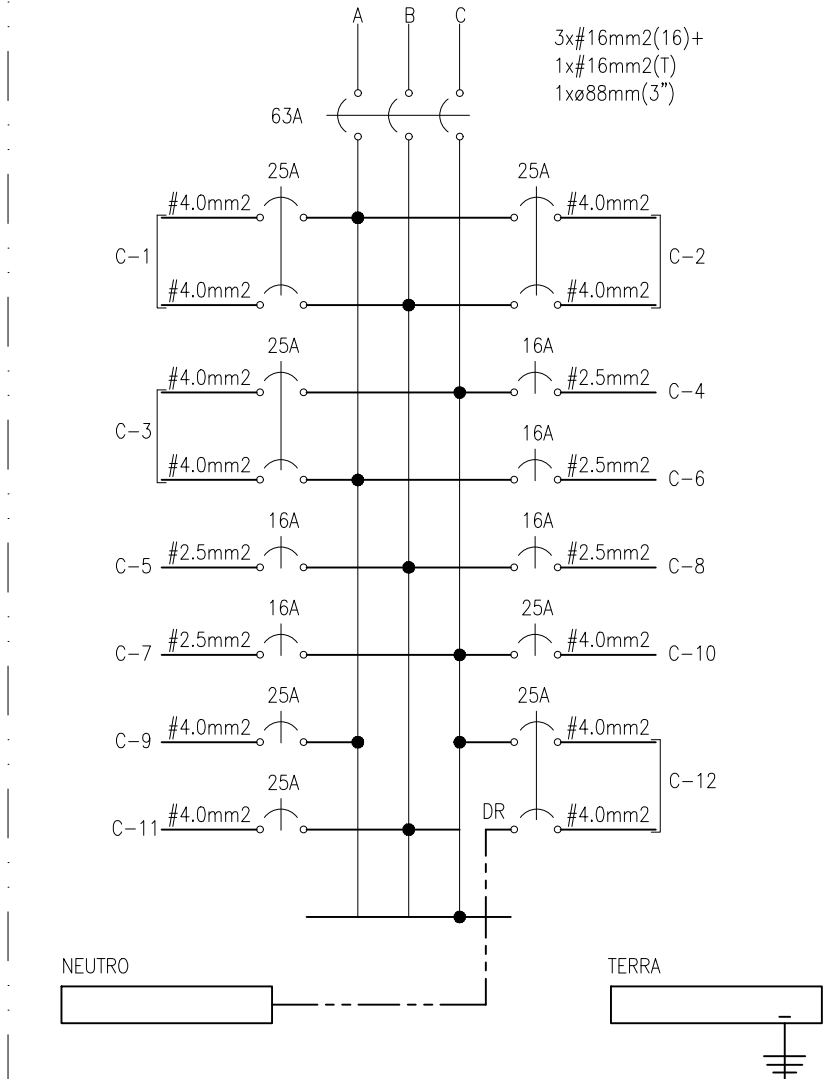 A B C
3x#16mm2(16)+
1x#16mm2(T)
1xø88mm(3")
63A
25A 25A
#4.0mm2 #4.0mm2
C-1 C-2
#4.0mm2 #4.0mm2
25A 16A
#4.0mm2 #2.5mm2 C-4
C-3 16A
#4.0mm2 #2.5mm2 C-6
16A 16A
C-5 #2.5mm2 #2.5mm2 C-8
16A 25A
C-7 #2.5mm2 #4.0mm2 C-10
25A 25A
C-9 #4.0mm2 #4.0mm2
25A C-12
C-11 #4.0mm2 DR #4.0mm2
NEUTRO TERRA